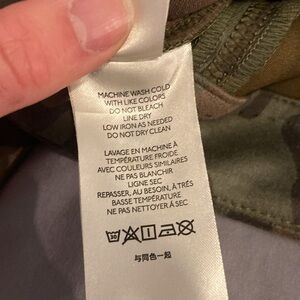 MACHINE WASH COLD
WITH LIKE COLORS
DO NOT BLEACH
LINE DRY
LOW IRON AS NEEDED
DO NOT DRY CLEAN
LAVAGE EN MACHINE À
TEMPÉRATURE FROIDE
AVEC COULEURS SIMILAIRES
NE PAS BLANCHIR
LIGNE SEC
REPASSER, AU BESOIN, À TRÈS
BASSE TEMPÉRATURE
NE PAS NETTOYER À SEC
与同色一起